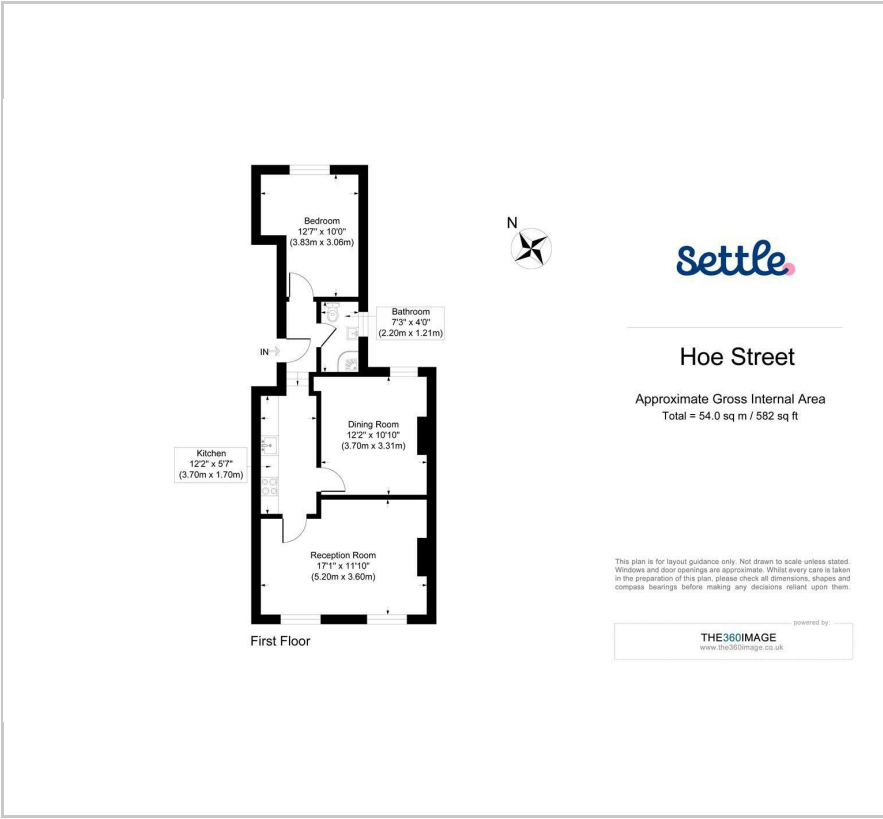 Bedroom
12'7" x 10'0"
(3.83m x 3.06m)
N
Settle
Bathroom
7'3" x 4'0"
(2.20m x 1.21m)
IN
Hoe Street
Approximate Gross Internal Area
Total = 54.0 sq m / 582 sq ft
Dining Room
12'2" x 10'10"
(3.70m x 3.31m)
Kitchen
12'2" x 5'7"
(3.70m x 1.70m)
Reception Room
17'1" x 11'10"
(5.20m x 3.60m)
First Floor
This plan is for layout guidance only. Not drawn to scale unless stated.
Windows and door openings are approximate. Whilst every care is taken
in the preparation of this plan, please check all dimensions, shapes and
compass bearings before making any decisions reliant upon them.
powered by:
THE360IMAGE
www.the360image.co.uk